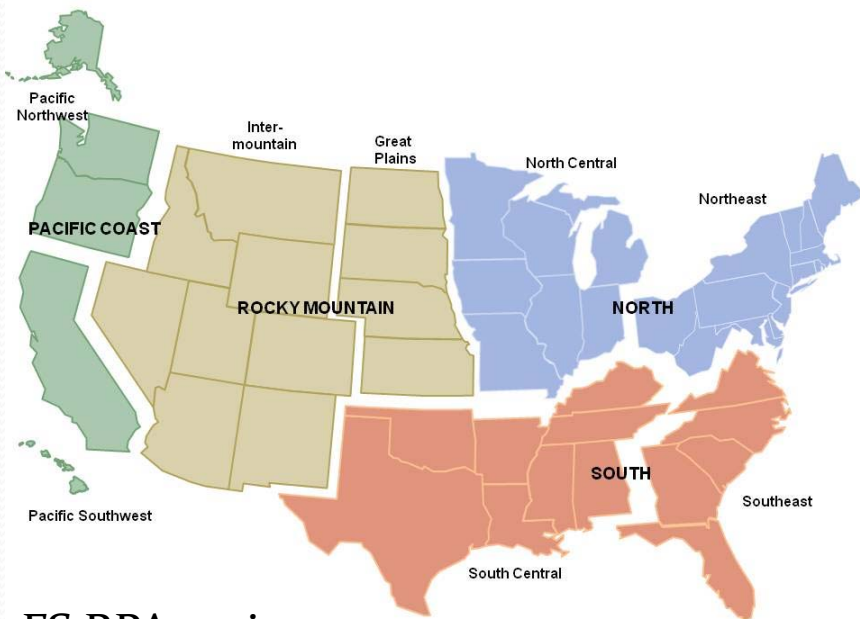 Pacific
Northwest
Inter-
mountain
Great
Plains
North Central
Northeast
PACIFIC COAST
ROCKY MOUNTAIN
NORTH
SOUTH
Southeast
Pacific Southwest
South Central